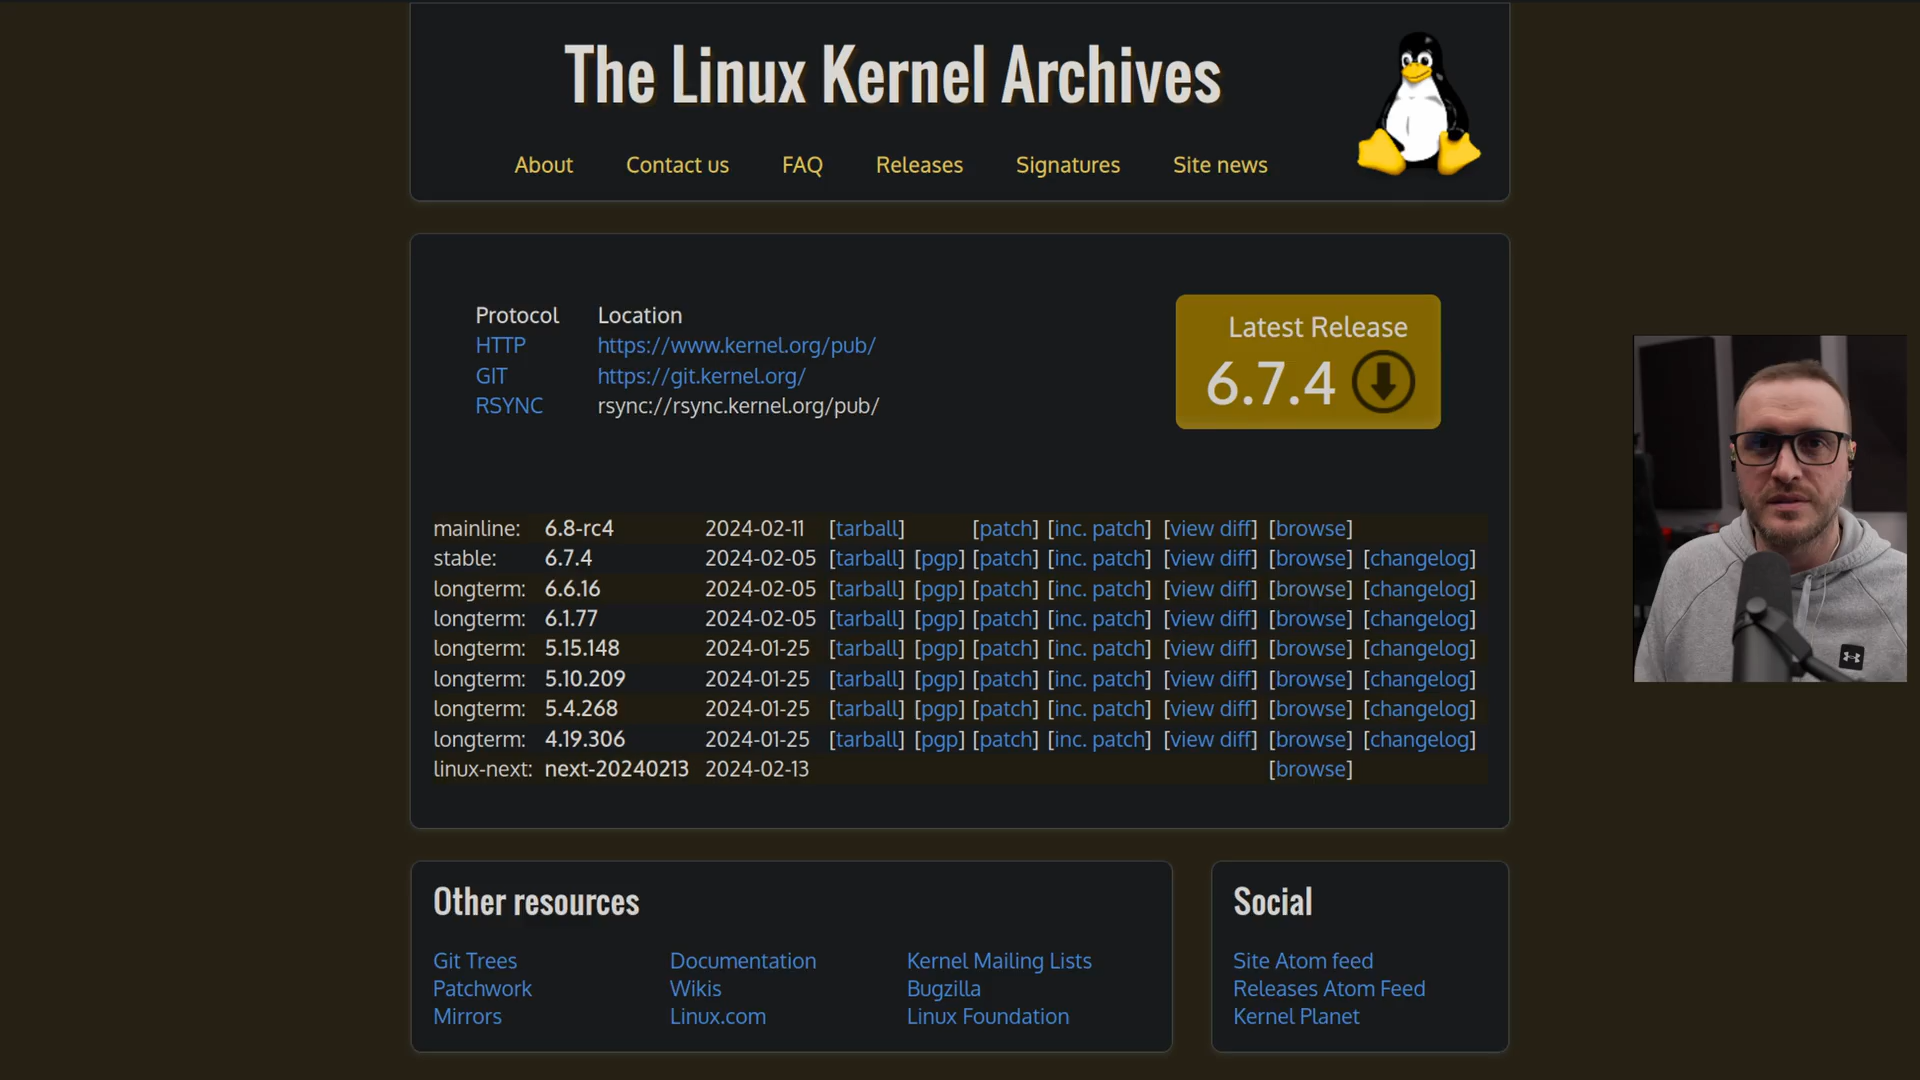 The Linux Kernel Archives
About Contact us FAQ Releases Signatures Site news
Protocol Location
HTTP https://www.kernel.org/pub/
GIT https://git.kernel.org/
RSYNC rsync://rsync.kernel.org/pub/
Latest Release
6.7.4
mainline: 6.8-rc4 2024-02-11 [tarball] [patch] [inc. patch] [view diff] [browse]
stable: 6.7.4 2024-02-05 [tarball] [pgp] [patch] [inc. patch] [view diff] [browse] [changelog]
longterm: 6.6.16 2024-02-05 [tarball] [pgp] [patch] [inc. patch] [view diff] [browse] [changelog]
longterm: 6.1.77 2024-02-05 [tarball] [pgp] [patch] [inc. patch] [view diff] [browse] [changelog]
longterm: 5.15.148 2024-01-25 [tarball] [pgp] [patch] [inc. patch] [view diff] [browse] [changelog]
longterm: 5.10.209 2024-01-25 [tarball] [pgp] [patch] [inc. patch] [view diff] [browse] [changelog]
longterm: 5.4.268 2024-01-25 [tarball] [pgp] [patch] [inc. patch] [view diff] [browse] [changelog]
longterm: 4.19.306 2024-01-25 [tarball] [pgp] [patch] [inc. patch] [view diff] [browse] [changelog]
linux-next: next-20240213 2024-02-13 [browse]
Other resources
Git Trees Documentation Kernel Mailing Lists
Patchwork Wikis Bugzilla
Mirrors Linux.com Linux Foundation
Social
Site Atom feed
Releases Atom Feed
Kernel Planet